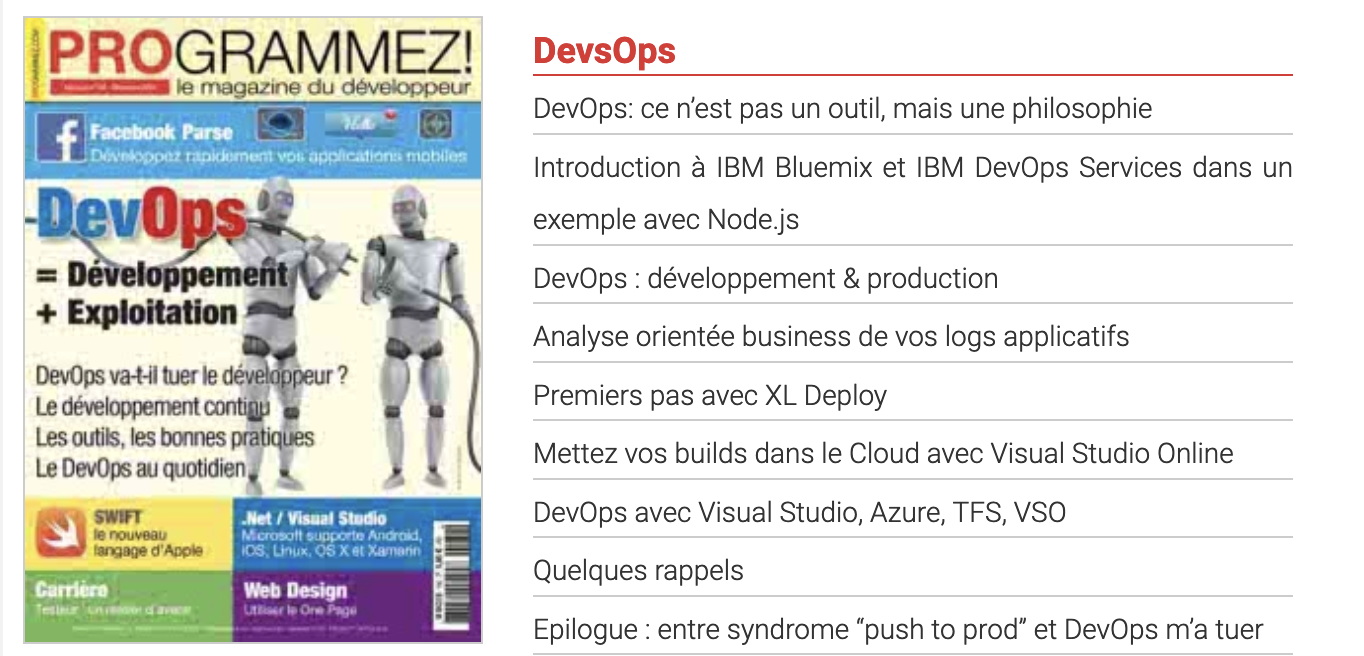 PROGRAMMEZ!
le magazine du développeur
Facebook Parse
Hello
Développez rapidement vos applications mobiles
DevOps
= Développement
+ Exploitation
DevOps va-t-il tuer le développeur ?
Le développement continu
Les outils, les bonnes pratiques
Le DevOps au quotidien
SWIFT
le nouveau
langage d'Apple
.Net / Visual Studio
Microsoft supporte Android,
iOS, Linux, OS X et Xamarin
Carrière
Testeur : un métier d'avenir
Web Design
Utiliser le One Page
DevsOps
DevOps: ce n’est pas un outil, mais une philosophie
Introduction à IBM Bluemix et IBM DevOps Services dans un
exemple avec Node.js
DevOps : développement & production
Analyse orientée business de vos logs applicatifs
Premiers pas avec XL Deploy
Mettez vos builds dans le Cloud avec Visual Studio Online
DevOps avec Visual Studio, Azure, TFS, VSO
Quelques rappels
Epilogue : entre syndrome “push to prod” et DevOps m’a tuer